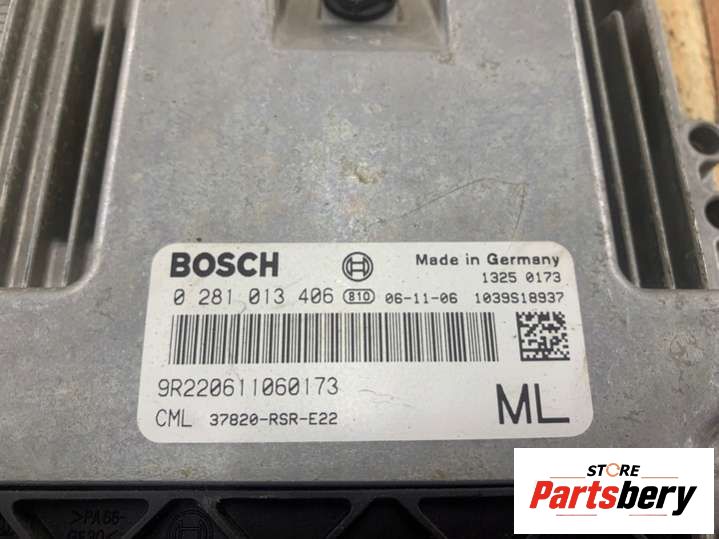 BOSCH Made in Germany
1325 0173
0 281 013 406 810 06-11-06 1039S18937
9R220611060173
CML 37820-RSR-E22 ML
>PA66-
STORE
Partsbery